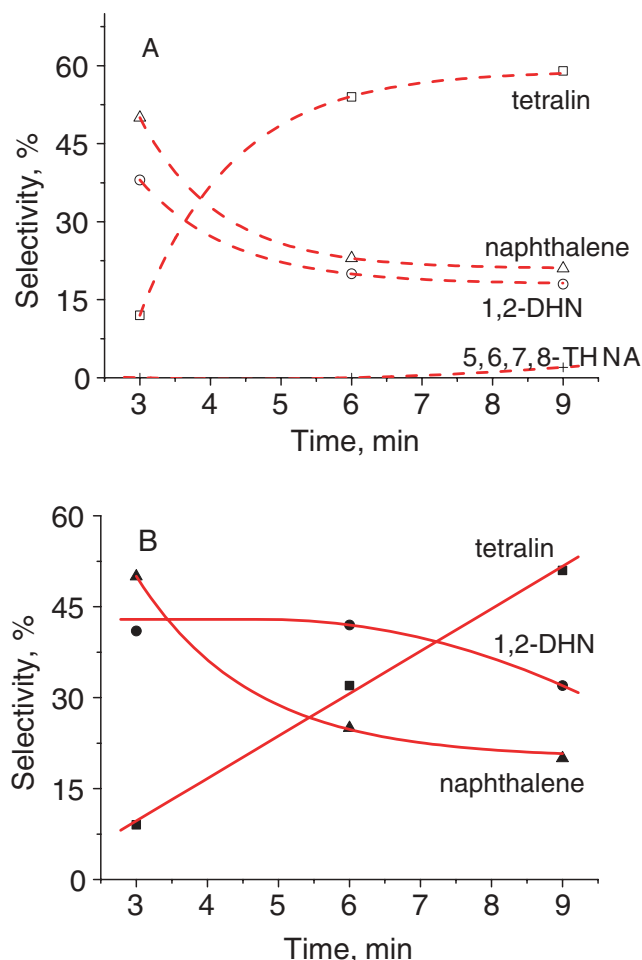 A
60
45
30
15
0
Selectivity, %
tetralin
naphthalene
1,2-DHN
5,6,7,8-THNA
3 4 5 6 7 8 9
Time, min
B
60
45
30
15
0
Selectivity, %
tetralin
1,2-DHN
naphthalene
3 4 5 6 7 8 9
Time, min